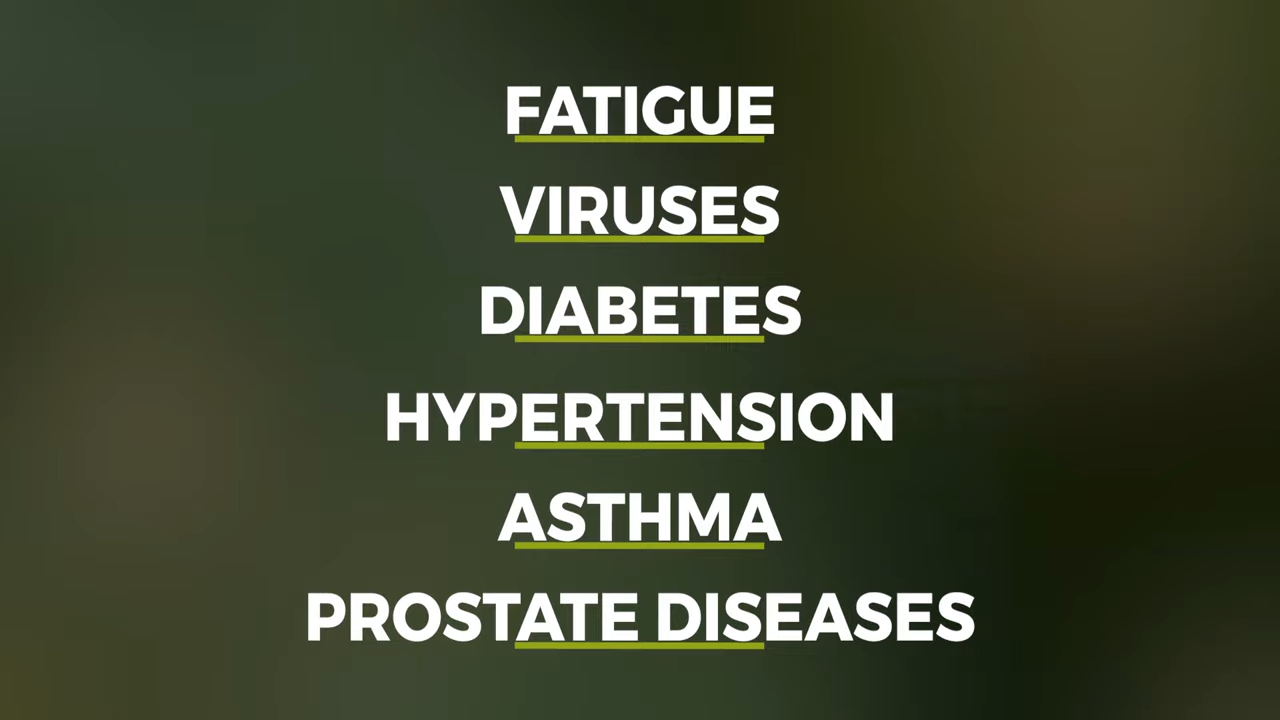 FATIGUE
VIRUSES
DIABETES
HYPERTENSION
ASTHMA
PROSTATE DISEASES